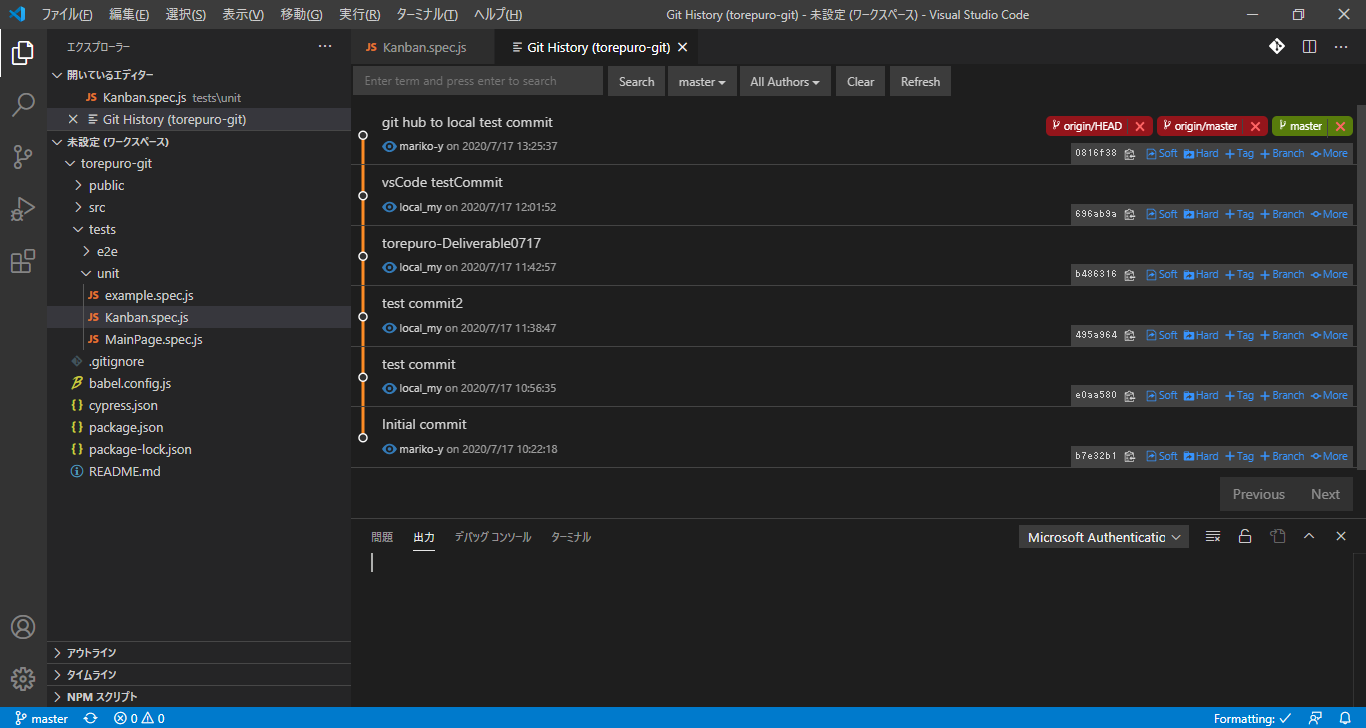 ファイル(F) 編集(E) 選択(S) 表示(V) 移動(G) 実行(R) ターミナル(T) ヘルプ(H) Git History (torepuro-git) - 未設定 (ワークスペース) - Visual Studio Code
エクスプローラー ···
JS Kanban.spec.js Git History (torepuro-git)
開いているエディター
JS Kanban.spec.js tests\unit
Git History (torepuro-git)
未設定 (ワークスペース)
torepuro-git
public
src
tests
e2e
unit
JS example.spec.js
JS Kanban.spec.js
JS MainPage.spec.js
.gitignore
babel.config.js
{} cypress.json
{} package.json
{} package-lock.json
README.md
アウトライン
タイムライン
NPM スクリプト
Enter term and press enter to search Search master All Authors Clear Refresh
git hub to local test commit origin/HEAD origin/master master
mariko-y on 2020/7/17 13:25:37 0816f38 Soft Hard +Tag +Branch More
vsCode testCommit
local_my on 2020/7/17 12:01:52 696ab9a Soft Hard +Tag +Branch More
torepuro-Deliverable0717
local_my on 2020/7/17 11:42:57 b486316 Soft Hard +Tag +Branch More
test commit2
local_my on 2020/7/17 11:38:47 495a964 Soft Hard +Tag +Branch More
test commit
local_my on 2020/7/17 10:56:35 e0aa580 Soft Hard +Tag +Branch More
Initial commit
mariko-y on 2020/7/17 10:22:18 b7e32b1 Soft Hard +Tag +Branch More
Previous Next
問題 出力 デバッグ コンソール ターミナル Microsoft Authenticatio
master 0 0 Formatting: ✓